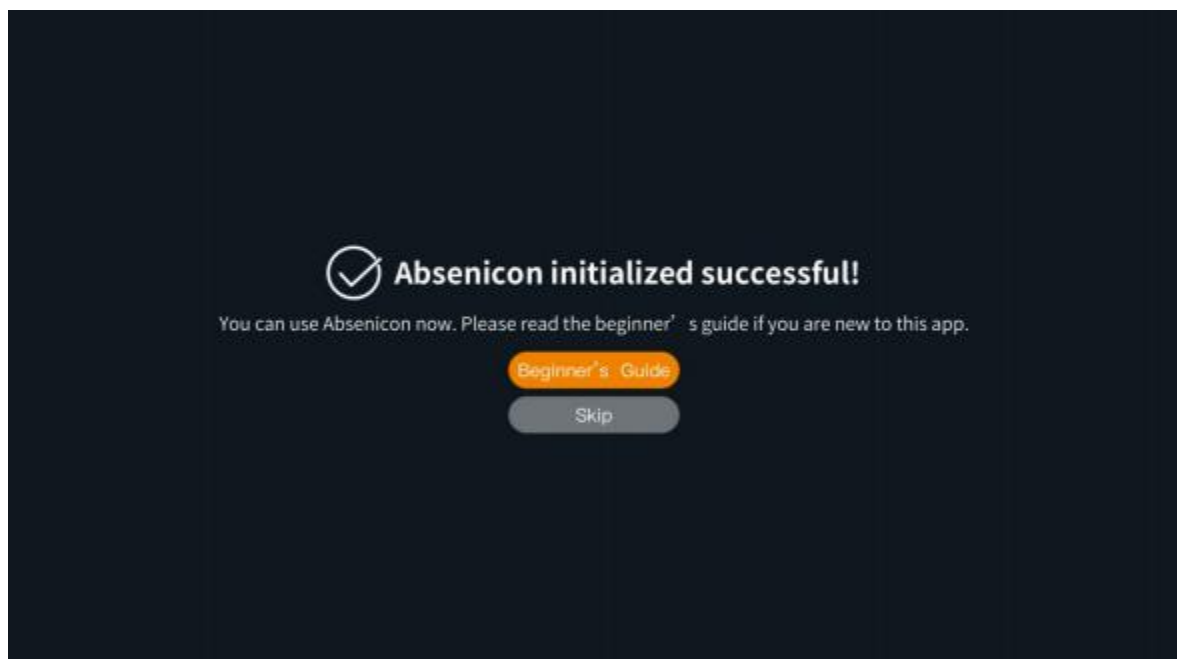 Absenicon initialized successful!
You can use Absenicon now. Please read the beginner’ s guide if you are new to this app.
Beginner’s Guide
Skip